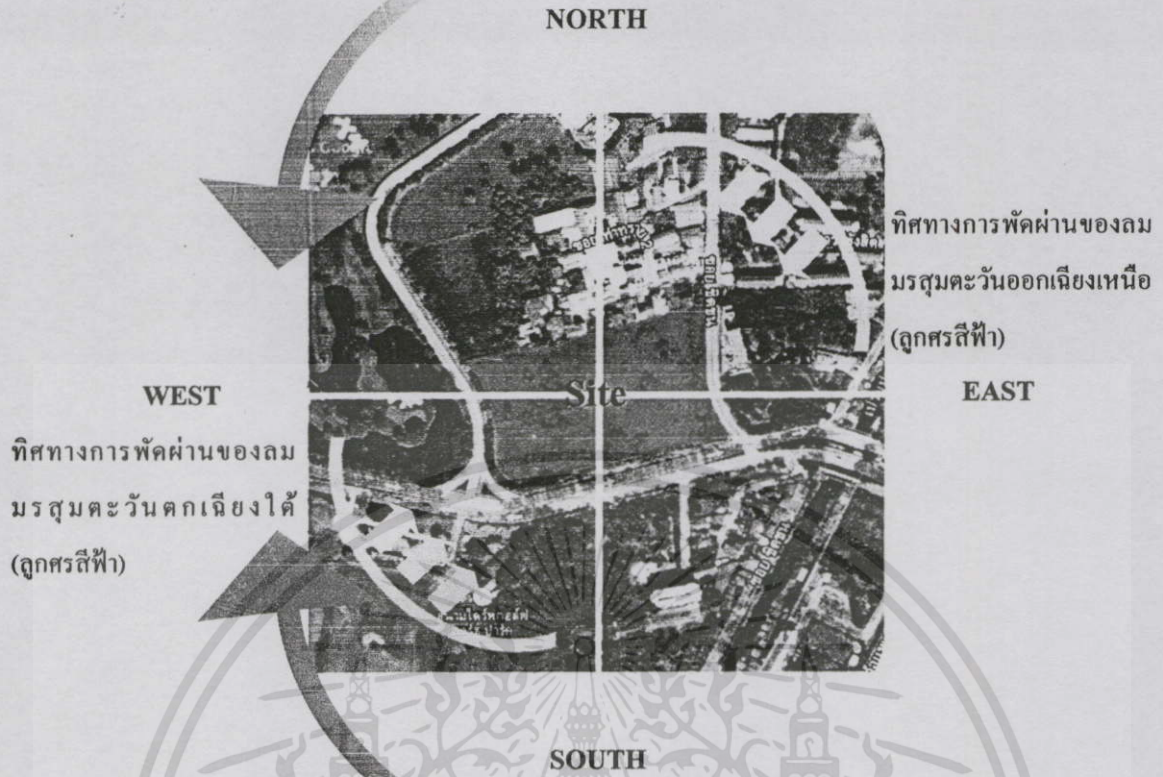 NORTH
ทิศทางการพัดผ่านของลม
มรสุมตะวันออกเฉียงเหนือ
(ลูกศรสีฟ้า)
WEST
Site
EAST
ทิศทางการพัดผ่านของลม
มรสุมตะวันตกเฉียงใต้
(ลูกศรสีฟ้า)
SOUTH